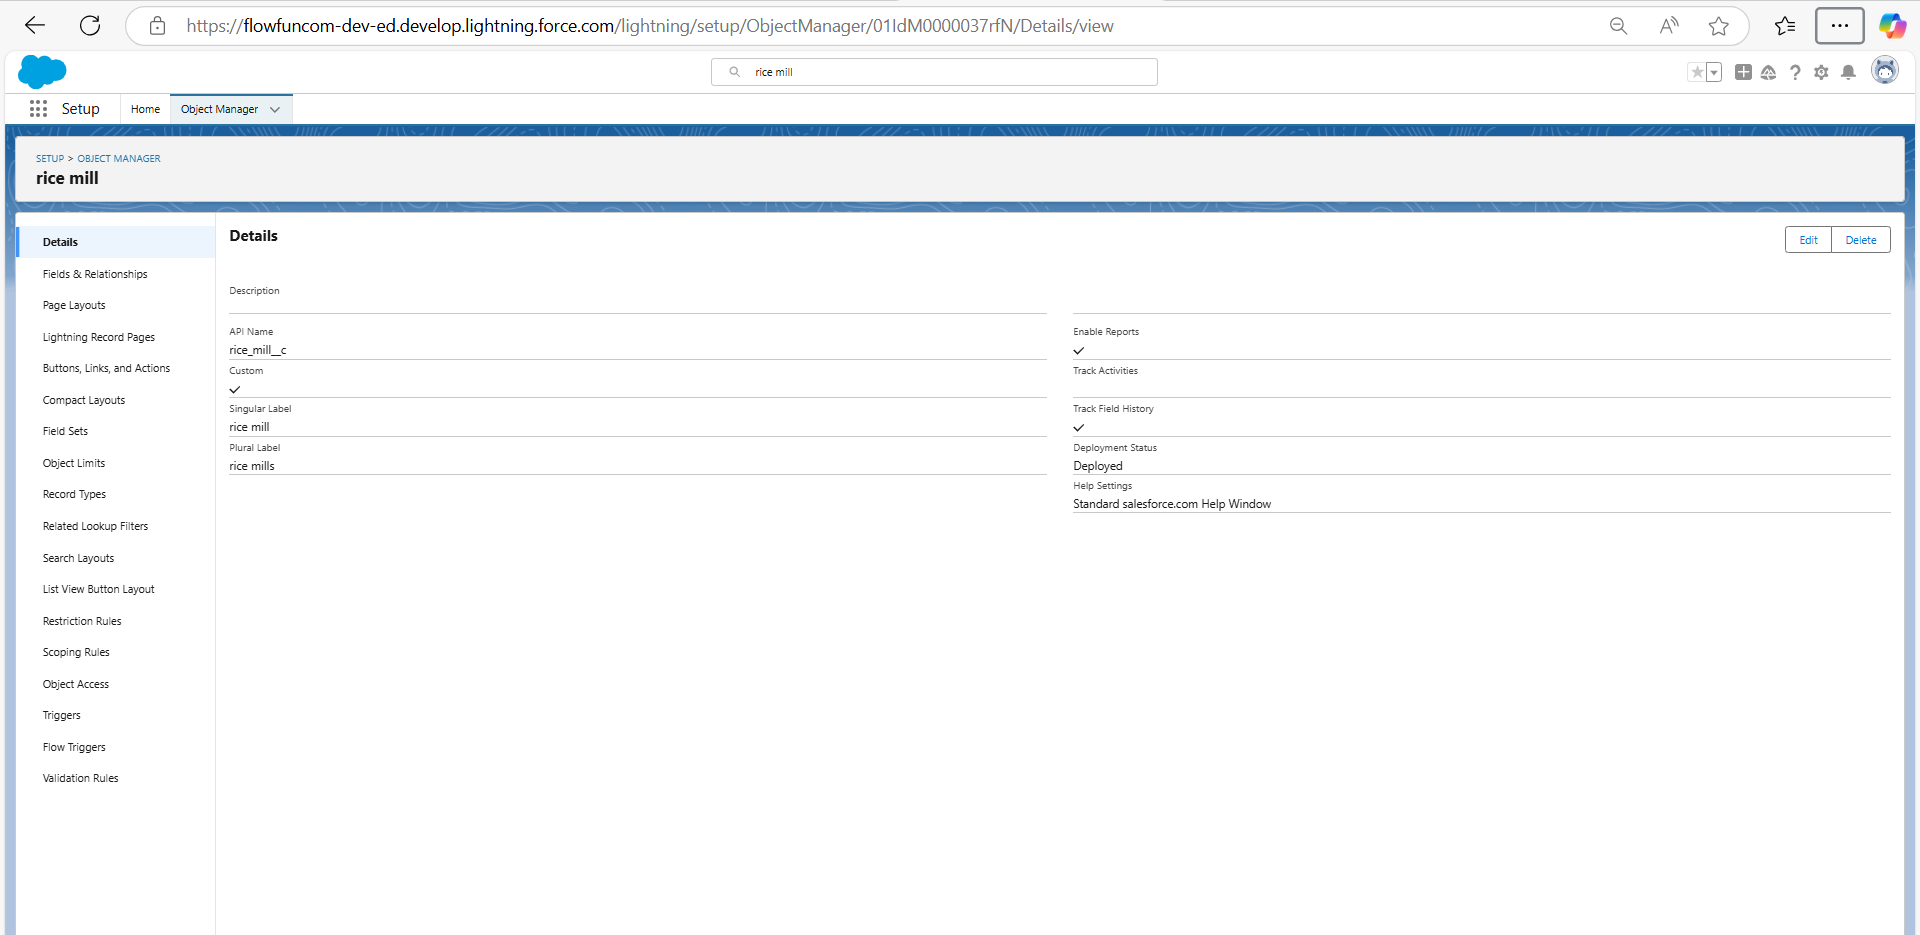 https://flowfuncom-dev-ed.develop.lightning.force.com/lightning/setup/ObjectManager/01IdM0000037rfN/Details/view
rice mill
Setup
Home
Object Manager
SETUP > OBJECT MANAGER
rice mill
Details
Fields & Relationships
Page Layouts
Lightning Record Pages
Buttons, Links, and Actions
Compact Layouts
Field Sets
Object Limits
Record Types
Related Lookup Filters
Search Layouts
List View Button Layout
Restriction Rules
Scoping Rules
Object Access
Triggers
Flow Triggers
Validation Rules
Details
Edit
Delete
Description
API Name
rice_mill__c
Custom
Singular Label
rice mill
Plural Label
rice mills
Enable Reports
Track Activities
Track Field History
Deployment Status
Deployed
Help Settings
Standard salesforce.com Help Window